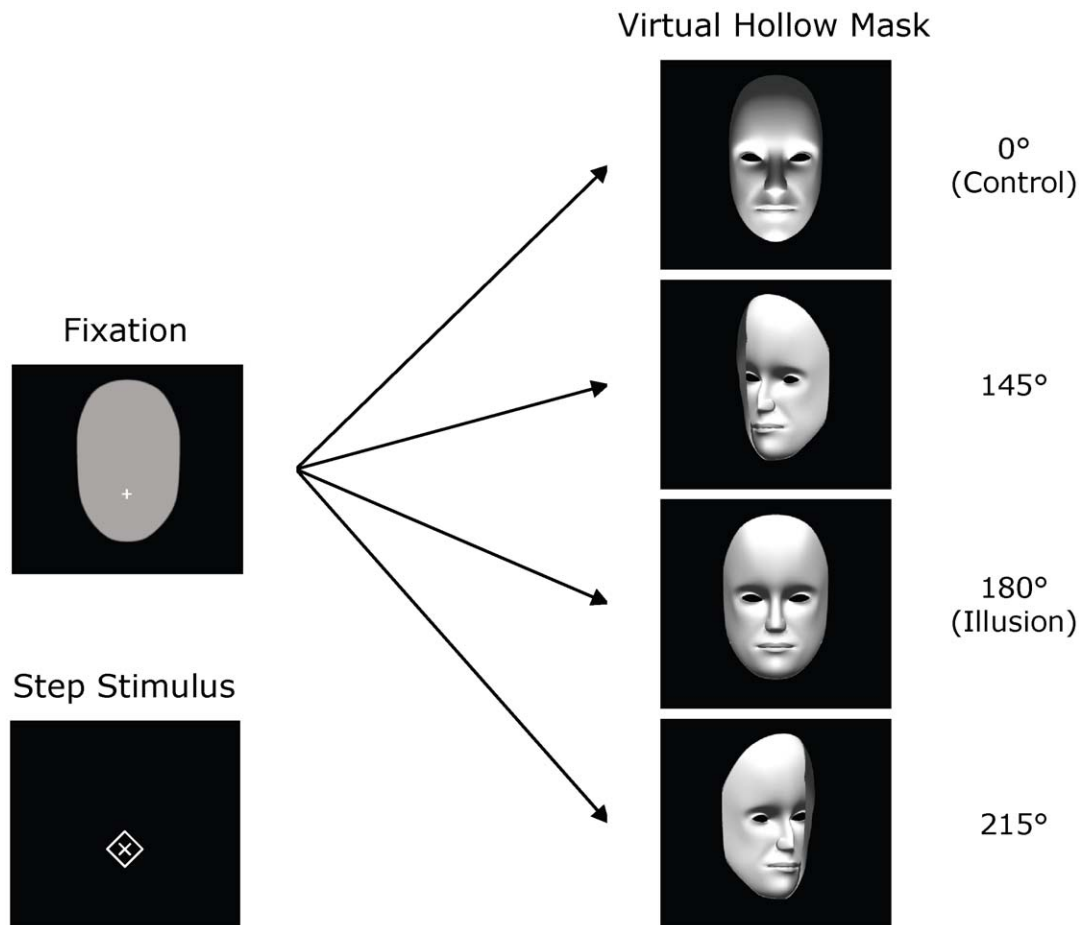 Virtual Hollow Mask
0°
(Control)
Fixation
145°
180°
(Illusion)
Step Stimulus
215°